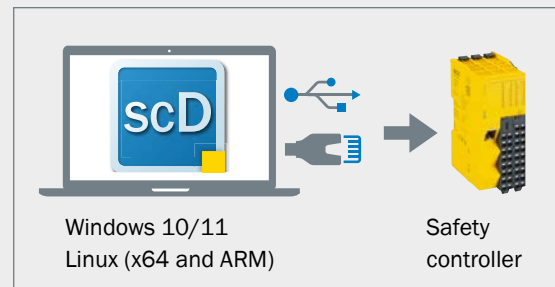 scD
Windows 10/11
Linux (x64 and ARM)
Safety
controller